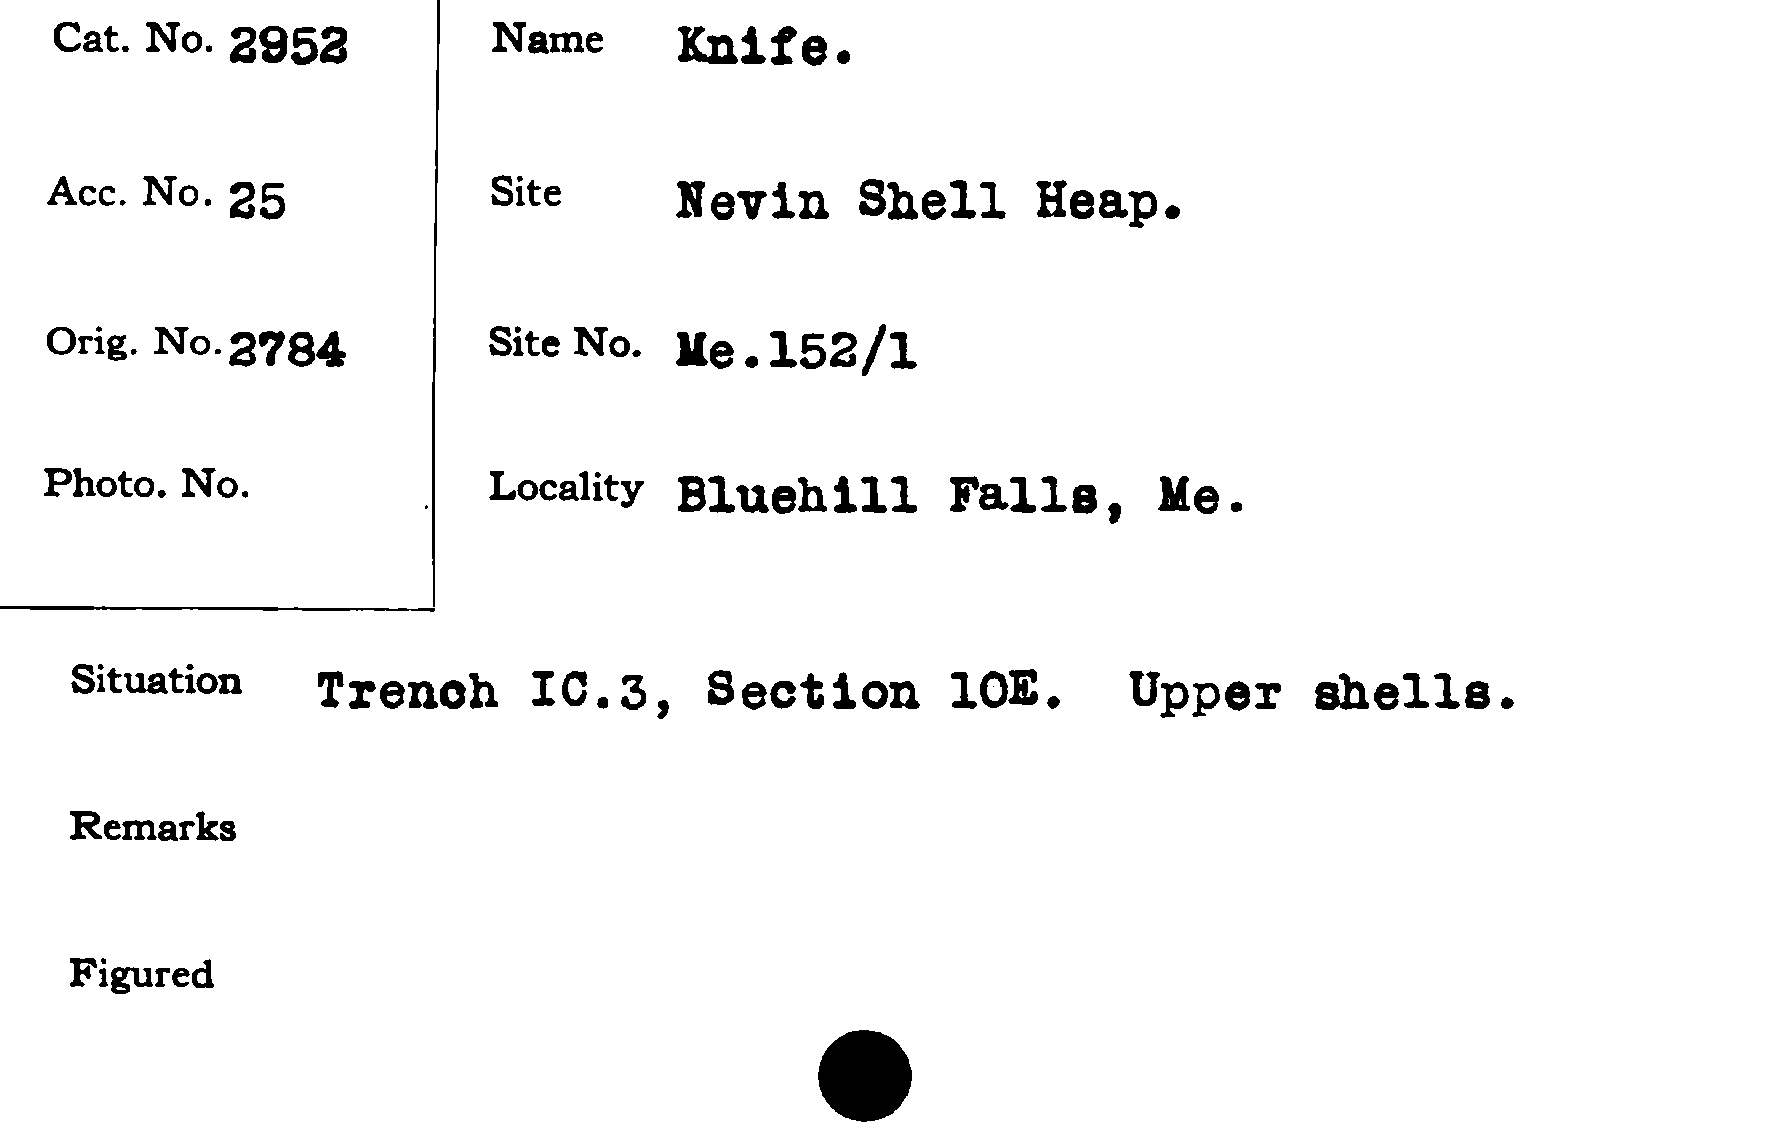 Cat. No. 2952
Name Knife.
Acc. No. 25
Site Nevin Shell Heap.
Orig. No. 2784
Site No. Me.152/1
Photo. No.
Locality Bluehill Falls, Me.
Situation Trench IC.3, Section 10E. Upper shells.
Remarks
Figured